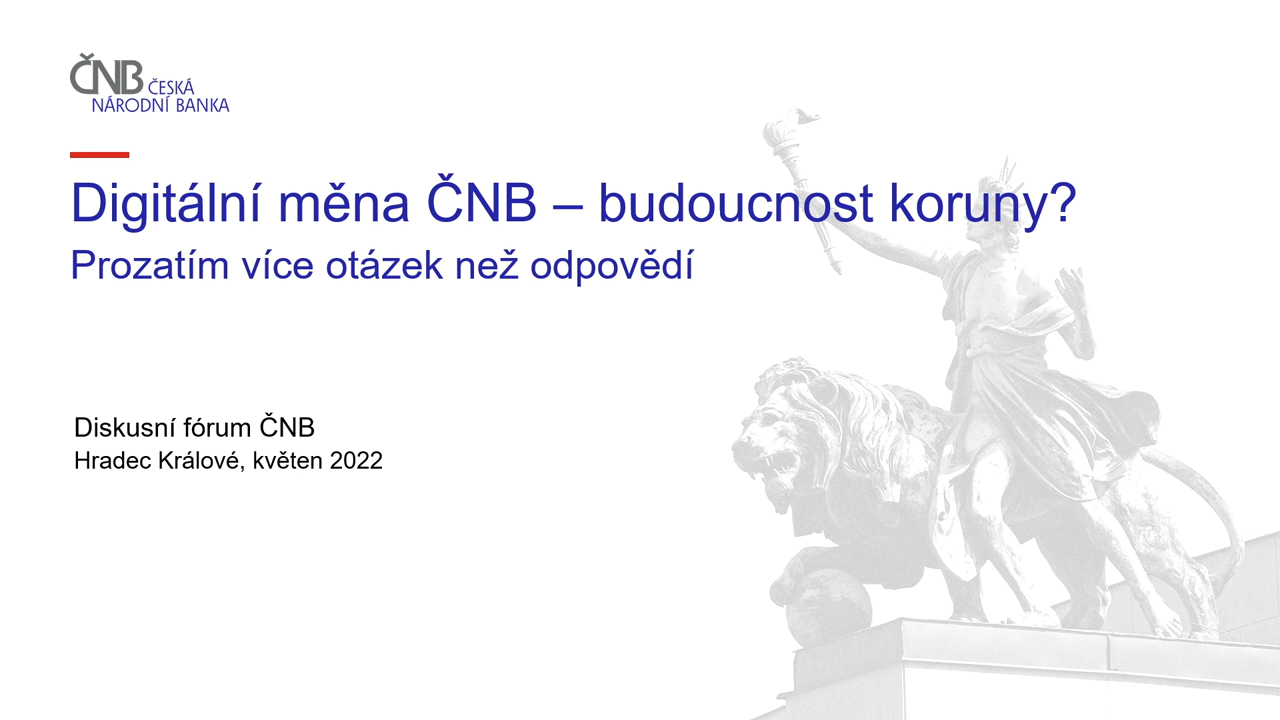 ČNB ČESKÁ
NÁRODNÍ BANKA
Digitální měna ČNB – budoucnost koruny?
Prozatím více otázek než odpovědí
Diskusní fórum ČNB
Hradec Králové, květen 2022